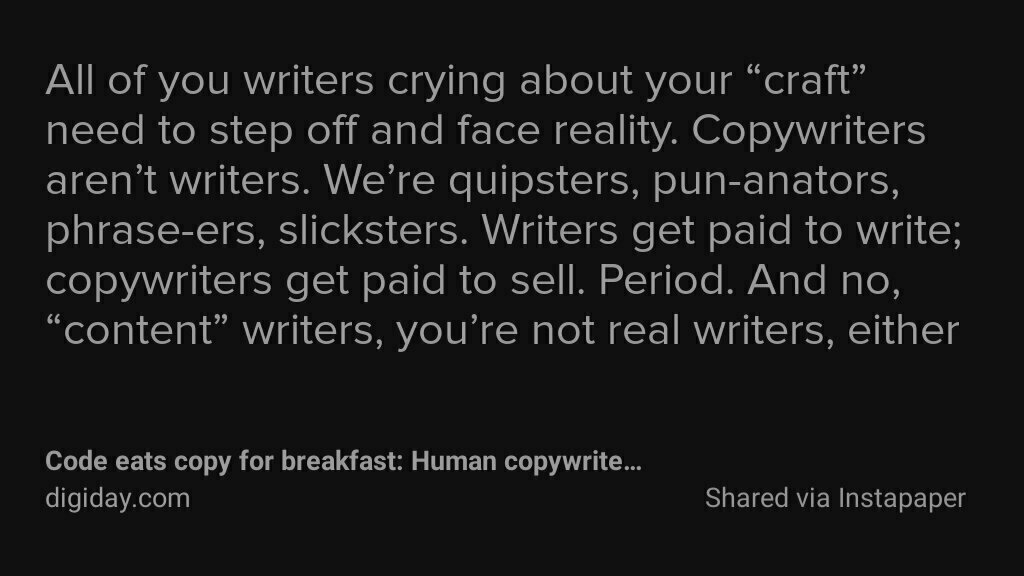 All of you writers crying about your “craft”
need to step off and face reality. Copywriters
aren’t writers. We’re quipsters, pun-anators,
phrase-ers, slicksters. Writers get paid to write;
copywriters get paid to sell. Period. And no,
“content” writers, you’re not real writers, either
Code eats copy for breakfast: Human copywrite…
digiday.com
Shared via Instapaper